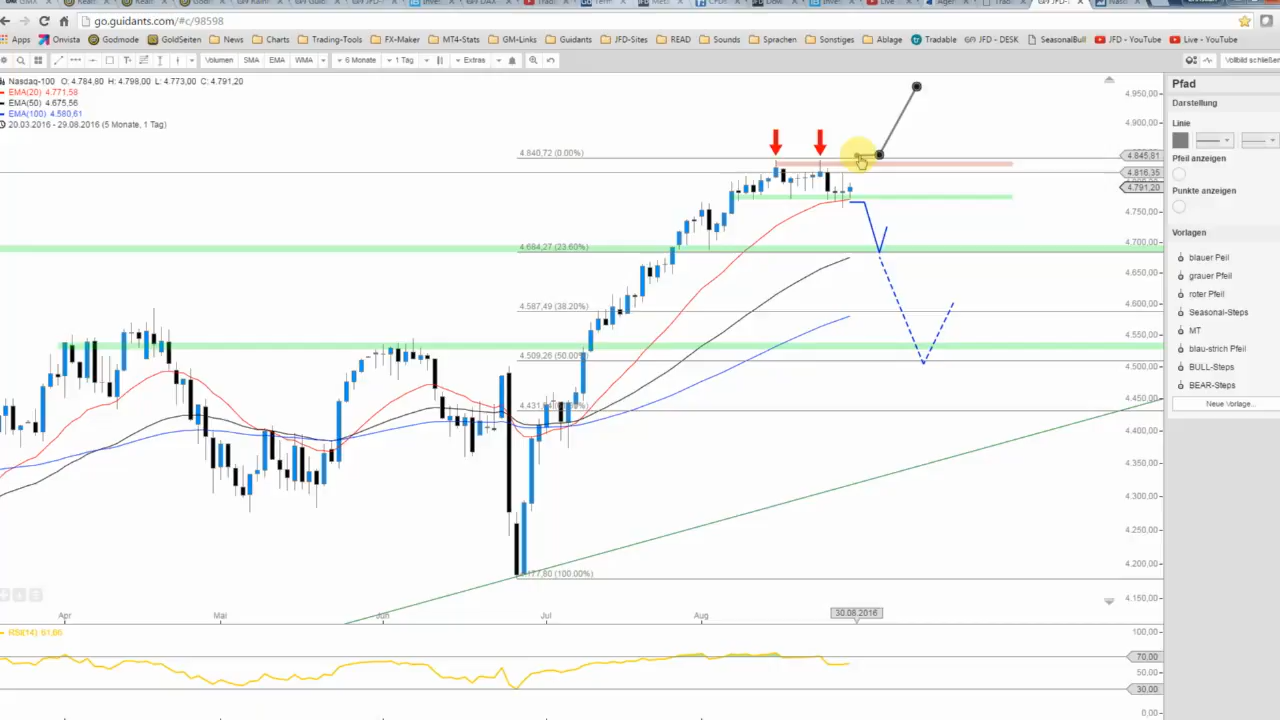 go.guidants.com/#c/98598
Apps Onvista Godmode GoldSeiten News Charts Trading-Tools FX-Maker MT4-Stats GM-Links Guidants JFD-Sites READ Sounds Sprachen Sonstiges Ablage Tradable JFD - DESK SeasonalBull JFD - YouTube Live - YouTube
Volumen SMA EMA WMA 6 Monate 1 Tag Extras Vollbild schließen
Nasdaq-100 O: 4.784,80 H: 4.798,00 L: 4.773,00 C: 4.791,20
EMA(20) 4.771,58
EMA(50) 4.675,56
EMA(100) 4.580,61
20.03.2016 - 29.08.2016 (5 Monate, 1 Tag)
Pfad
Darstellung
Linie
Pfeil anzeigen
Punkte anzeigen
Vorlagen
blauer Peil
grauer Pfeil
roter Pfeil
Seasonal-Steps
MT
blau-strich Pfeil
BULL-Steps
BEAR-Steps
Neue Vorlage...
4.840,72 (0.00%)
4.684,27 (23.60%)
4.587,49 (38.20%)
4.509,26 (50.00%)
177,80 (100.00%)
4.950,00
4.900,00
4.845,81
4.816,35
4.791,20
4.750,00
4.700,00
4.650,00
4.600,00
4.550,00
4.500,00
4.450,00
4.400,00
4.350,00
4.300,00
4.250,00
4.200,00
4.150,00
Apr Mai Jun Jul Aug 30.08.2016
RSI(14) 61,66
100,00
70,00
50,00
30,00
0,00